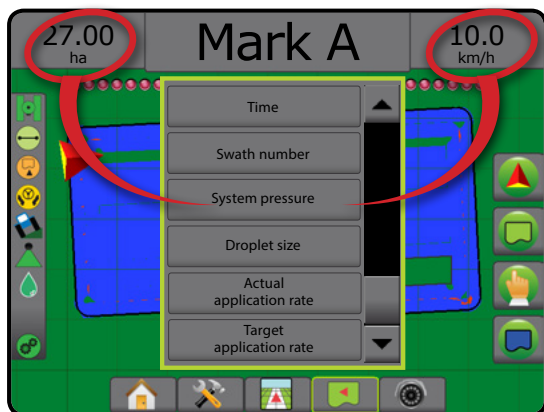 27.00
ha
Mark A
10.0
km/h
Time
Swath number
System pressure
Droplet size
Actual
application rate
Target
application rate